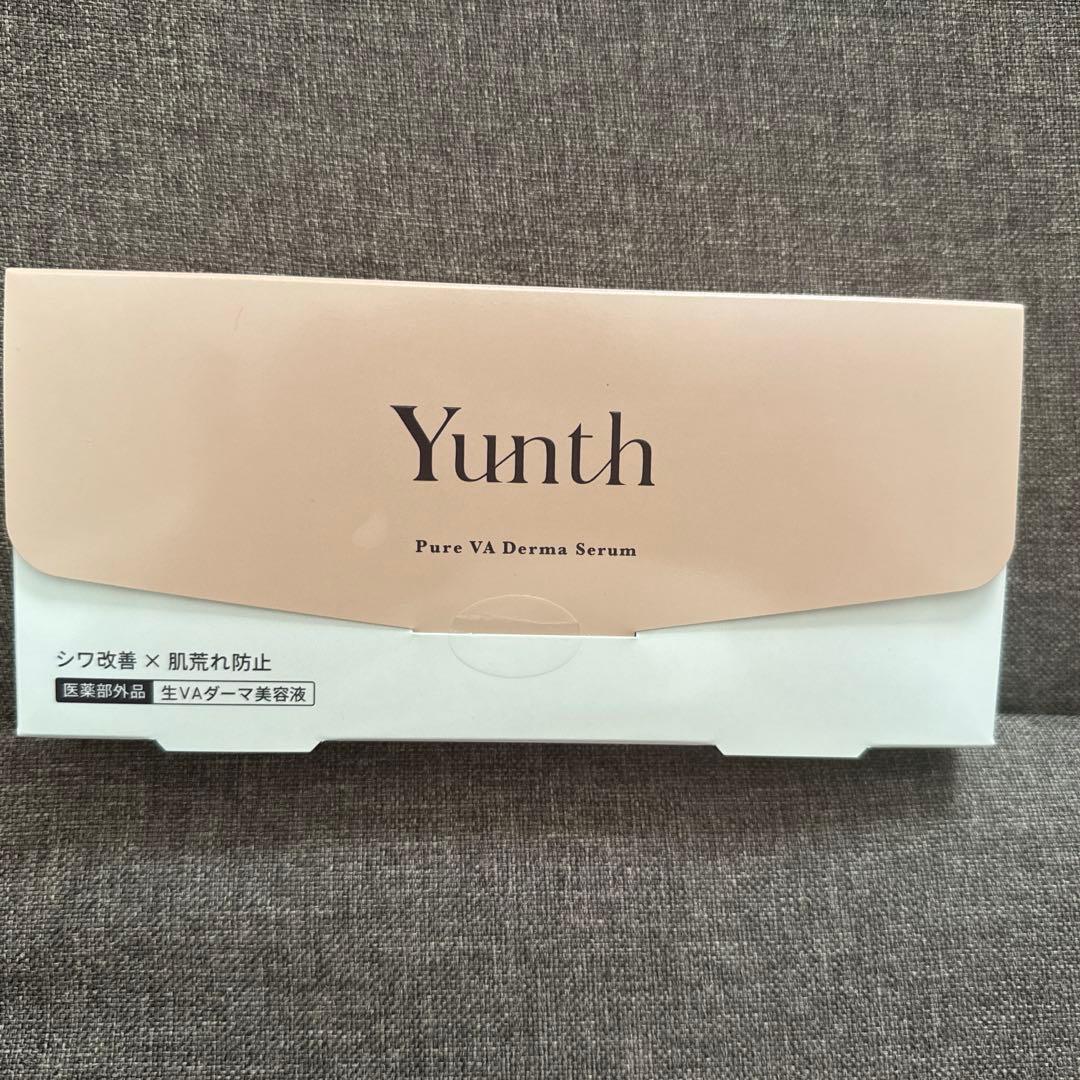 Yunth
Pure VA Derma Serum
シワ改善 × 肌荒れ防止
医薬部外品 生VAダーマ美容液